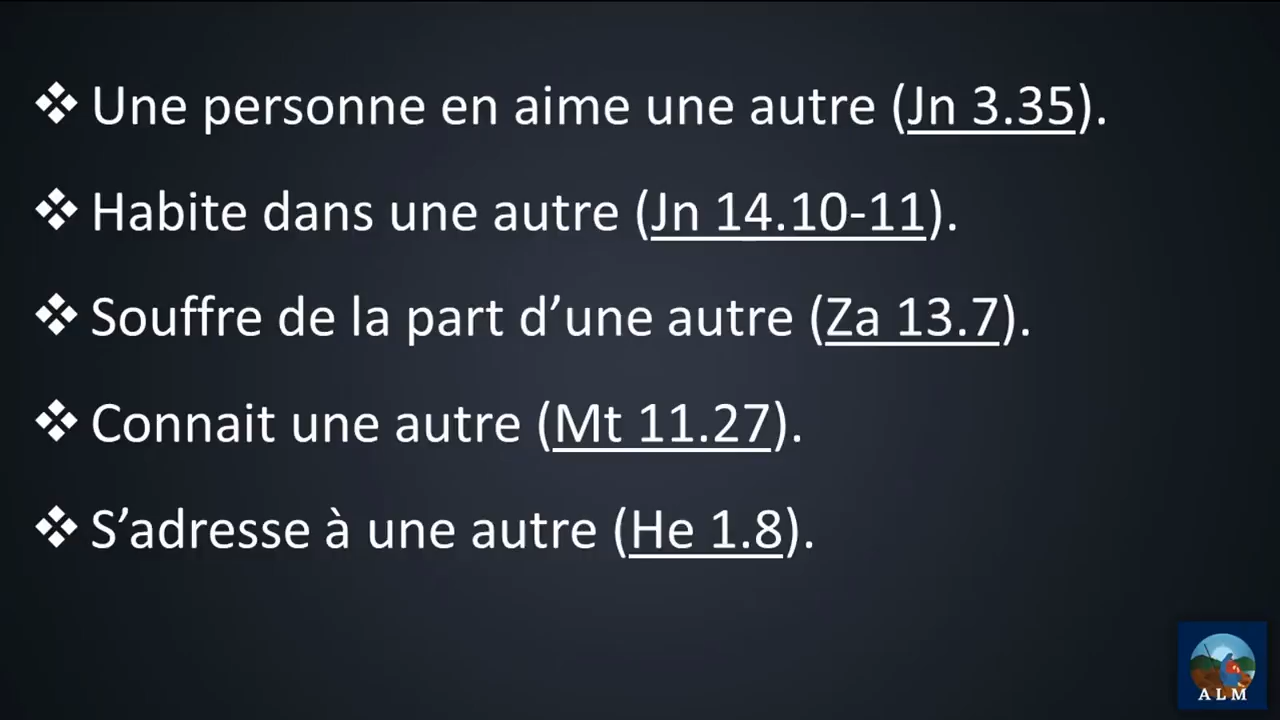 ❖ Une personne en aime une autre (Jn 3.35).
❖ Habite dans une autre (Jn 14.10-11).
❖ Souffre de la part d’une autre (Za 13.7).
❖ Connait une autre (Mt 11.27).
❖ S’adresse à une autre (He 1.8).
ALM